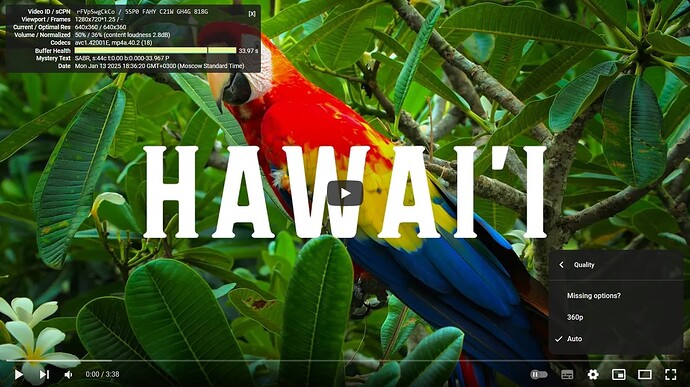 Video ID / sCPN rFVpSwgCkCo / 55P0 FAHY C21W GH4G 818G [X]
Viewport / Frames 1280x720*1.25 / -
Current / Optimal Res 640x360 / 640x360
Volume / Normalized 50% / 36% (content loudness 2.8dB)
Codecs avc1.42001E, mp4a.40.2 (18)
Buffer Health 33.97 s
Mystery Text SABR, s:44c t:0.00 b:0.000-33.967 P
Date Mon Jan 13 2025 18:36:20 GMT+0300 (Moscow Standard Time)
HAWAI'I
Quality
Missing options?
360p
Auto
0:00 / 3:38